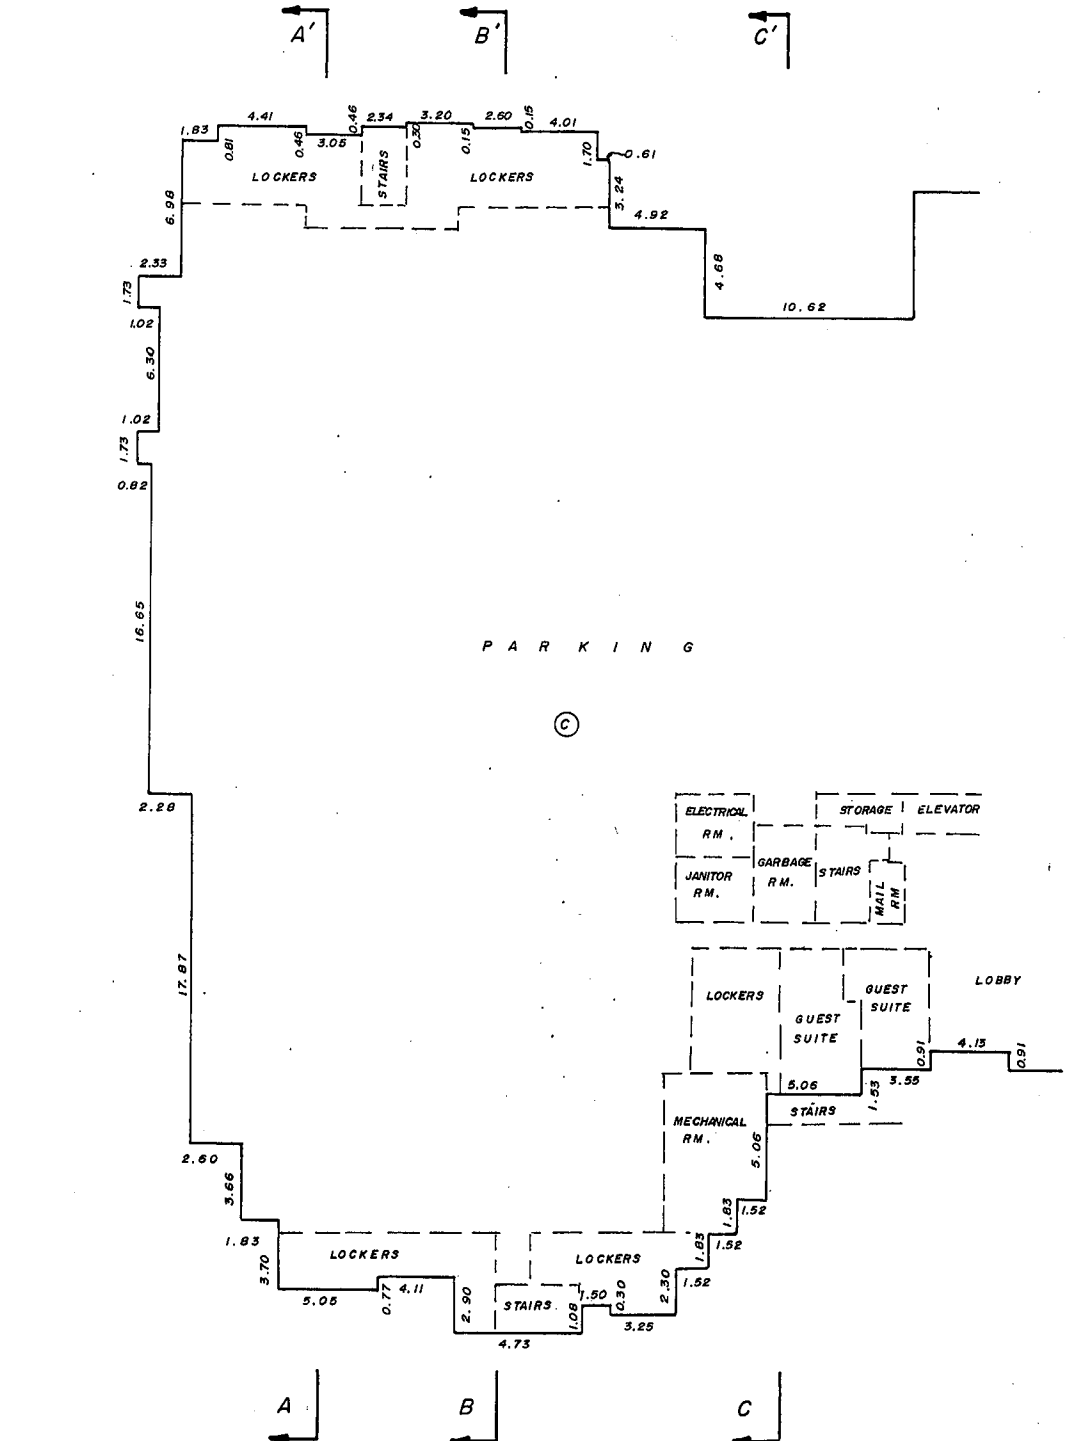 A'
B'
C'
1.83
0.81
4.41
0.46
3.05
0.46
2.34
0.30
3.20
0.15
2.60
0.15
4.01
1.70
0.61
LOCKERS
STAIRS
LOCKERS
6.98
3.24
4.92
2.33
1.73
4.68
10.62
1.02
6.30
1.02
1.73
0.82
16.65
PARKING
C
2.28
ELECTRICAL
RM.
STORAGE
ELEVATOR
JANITOR
RM.
GARBAGE
RM.
STAIRS
MAIL
RM
17.87
LOCKERS
GUEST
SUITE
GUEST
SUITE
LOBBY
0.91
4.13
0.91
5.06
1.53
3.55
STAIRS
MECHANICAL
RM.
5.06
2.60
3.66
1.83
1.52
1.83
3.70
LOCKERS
LOCKERS
1.83
1.52
5.05
0.77
4.11
2.90
STAIRS
1.08
1.50
0.30
2.30
1.52
4.73
3.25
A
B
C